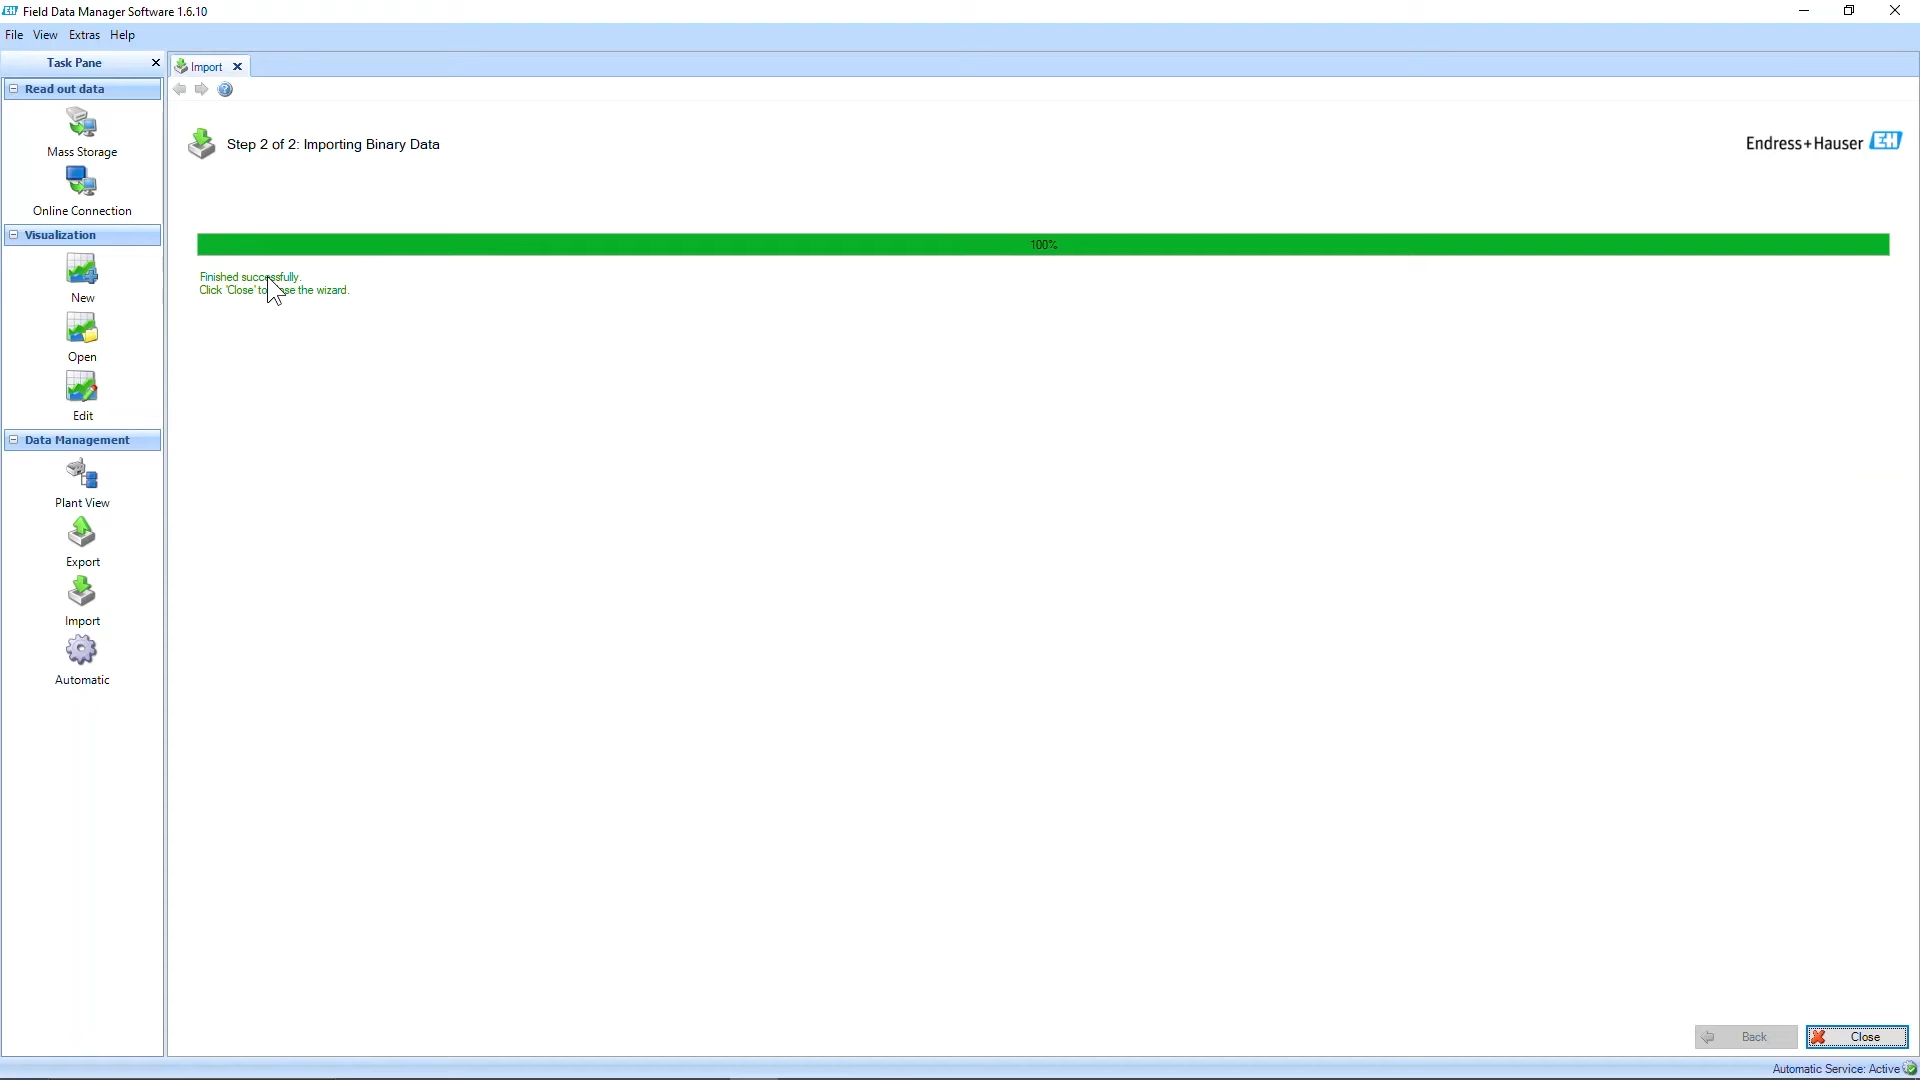 Field Data Manager Software 1.6.10
File View Extras Help
Task Pane
Import
Read out data
Mass Storage
Online Connection
Visualization
New
Open
Edit
Data Management
Plant View
Export
Import
Automatic
Step 2 of 2: Importing Binary Data
Endress+Hauser EH
100%
Finished successfully.
Click 'Close' to the wizard.
Back
Close
Automatic Service: Active